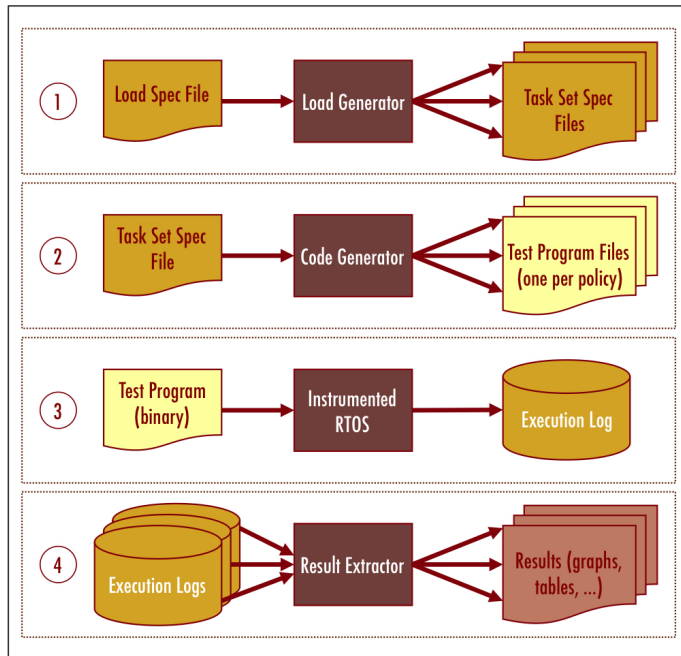 1
Load Spec File
Load Generator
Task Set Spec
Files
2
Task Set Spec
File
Code Generator
Test Program Files
(one per policy)
3
Test Program
(binary)
Instrumented
RTOS
Execution Log
4
Execution Logs
Result Extractor
Results (graphs,
tables, ...)